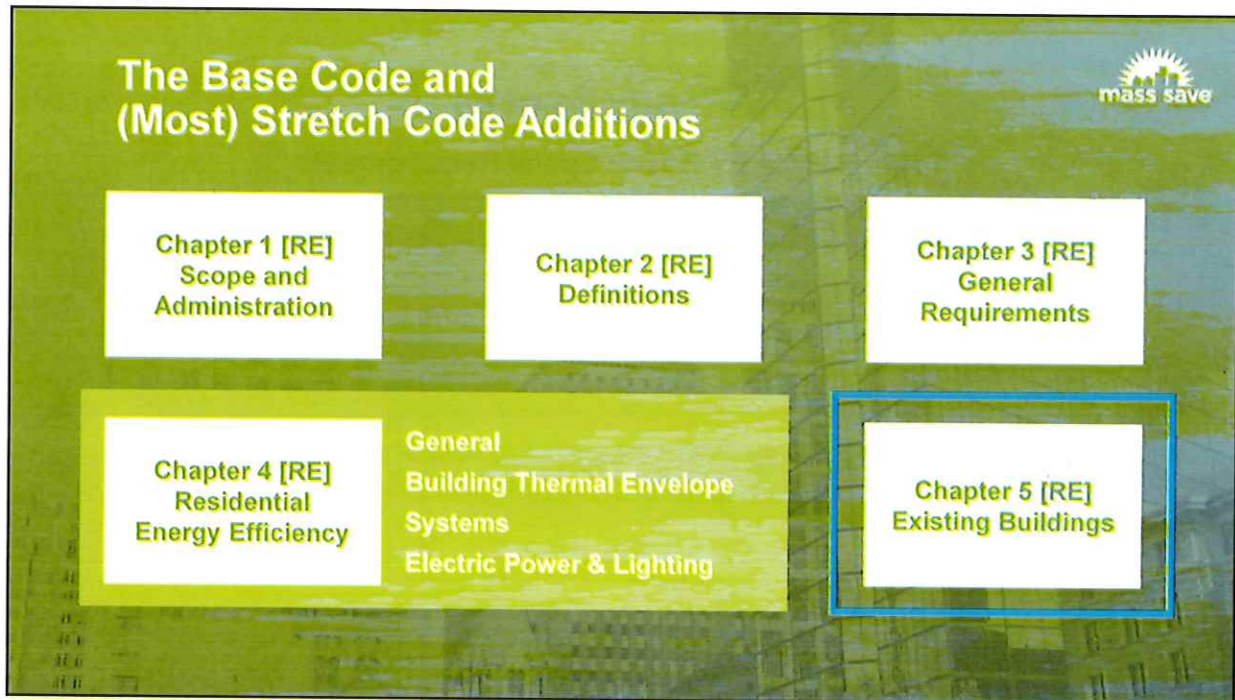 The Base Code and
(Most) Stretch Code Additions
mass save
Chapter 1 [RE]
Scope and
Administration
Chapter 2 [RE]
Definitions
Chapter 3 [RE]
General
Requirements
Chapter 4 [RE]
Residential
Energy Efficiency
General
Building Thermal Envelope
Systems
Electric Power & Lighting
Chapter 5 [RE]
Existing Buildings